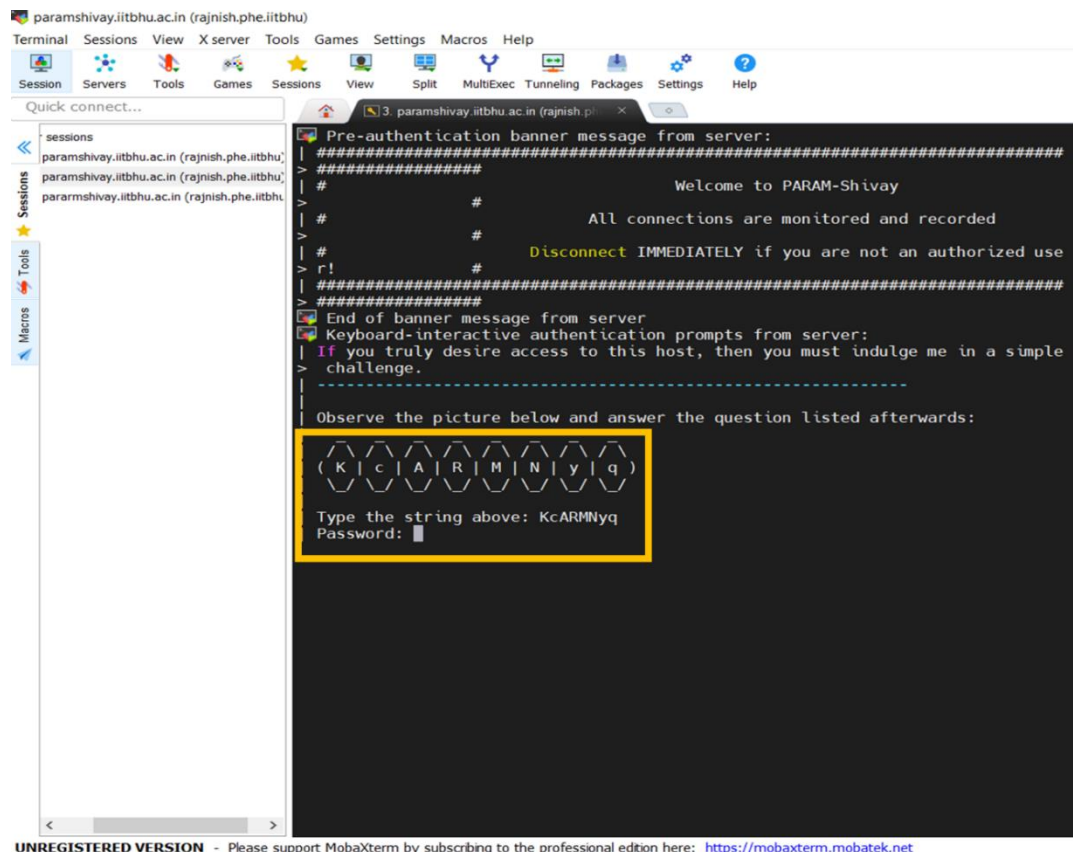 paramshivay.iitbhu.ac.in (rajnish.phe.iitbhu)
Terminal Sessions View X server Tools Games Settings Macros Help
Session Servers Tools Games Sessions View Split MultiExec Tunneling Packages Settings Help
Quick connect...
3. paramshivay.iitbhu.ac.in (rajnish.ph
sessions
paramshivay.iitbhu.ac.in (rajnish.phe.iitbhu)
paramshivay.iitbhu.ac.in (rajnish.phe.iitbhu)
pararmshivay.iitbhu.ac.in (rajnish.phe.iitbhu
Sessions
Tools
Macros
Pre-authentication banner message from server:
| #############################################################################
> #################
| # Welcome to PARAM-Shivay
> #
| # All connections are monitored and recorded
> #
| # Disconnect IMMEDIATELY if you are not an authorized use
> r! #
| #############################################################################
> #################
End of banner message from server
Keyboard-interactive authentication prompts from server:
| If you truly desire access to this host, then you must indulge me in a simple
> challenge.
| -------------------------------------------------------------
|
| Observe the picture below and answer the question listed afterwards:
( K | c | A | R | M | N | y | q )
Type the string above: KcARMNyq
Password:
UNREGISTERED VERSION - Please support MobaXterm by subscribing to the professional edition here: https://mobaxterm.mobatek.net